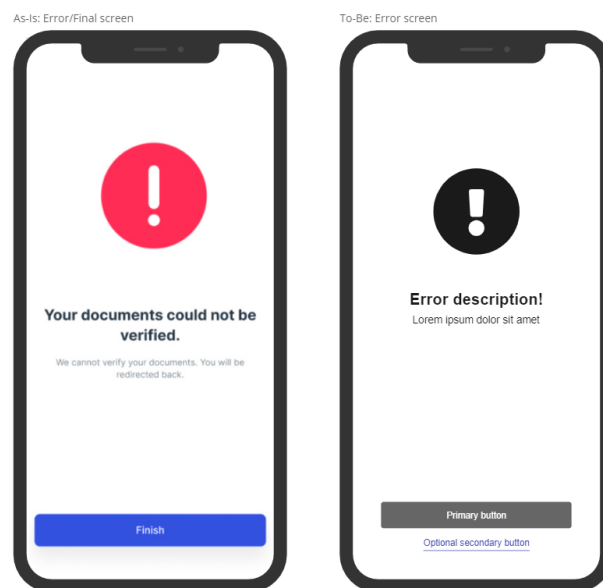 As-Is: Error/Final screen
Your documents could not be
verified.
We cannot verify your documents. You will be
redirected back.
Finish
To-Be: Error screen
Error description!
Lorem ipsum dolor sit amet
Primary button
Optional secondary button